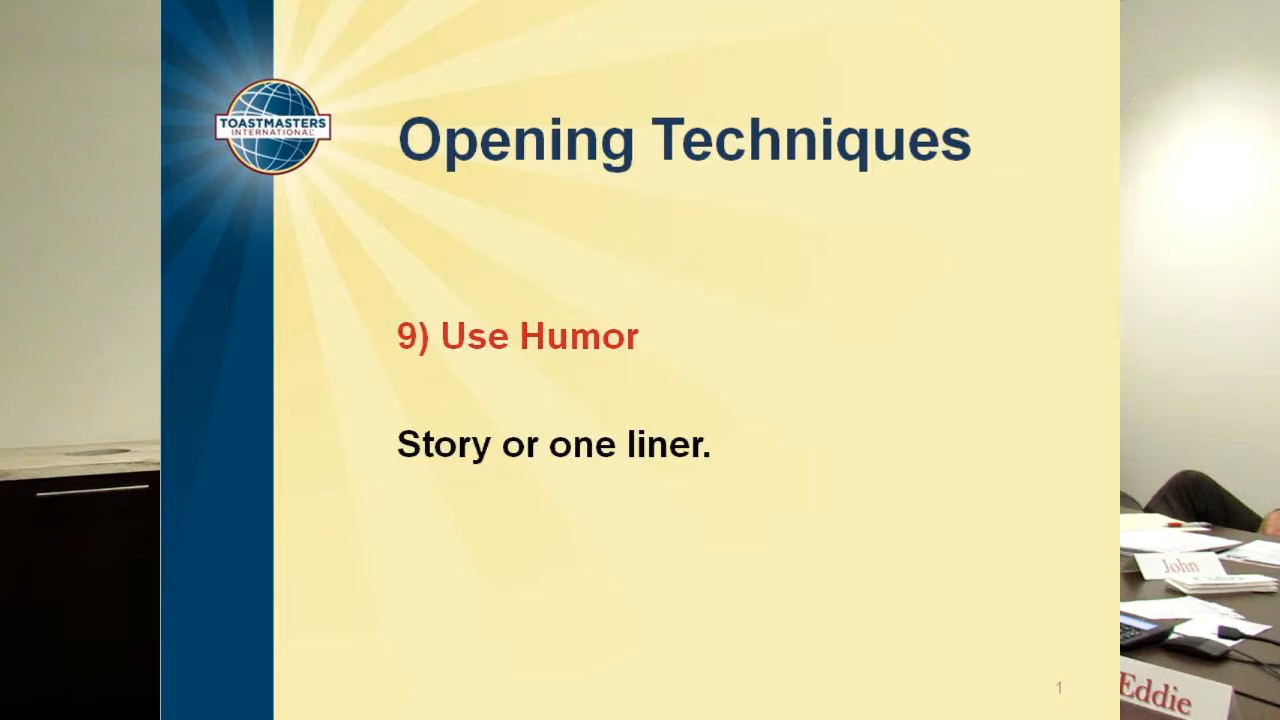 TOASTMASTERS
INTERNATIONAL
Opening Techniques
9) Use Humor
Story or one liner.
1
John
Eddie